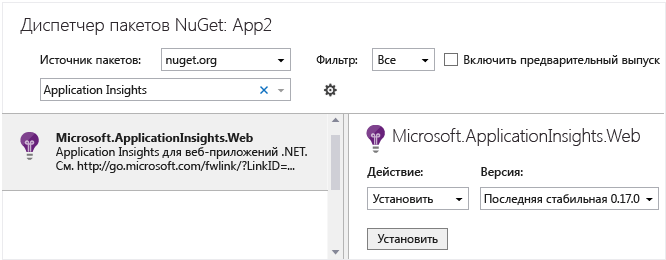 Диспетчер пакетов NuGet: App2
Источник пакетов: nuget.org Фильтр: Все Включить предварительный выпуск
Application Insights
Microsoft.ApplicationInsights.Web
Application Insights для веб-приложений .NET.
См. http://go.microsoft.com/fwlink/?LinkID=...
Microsoft.ApplicationInsights.Web
Действие: Версия:
Установить Последняя стабильная 0.17.0
Установить